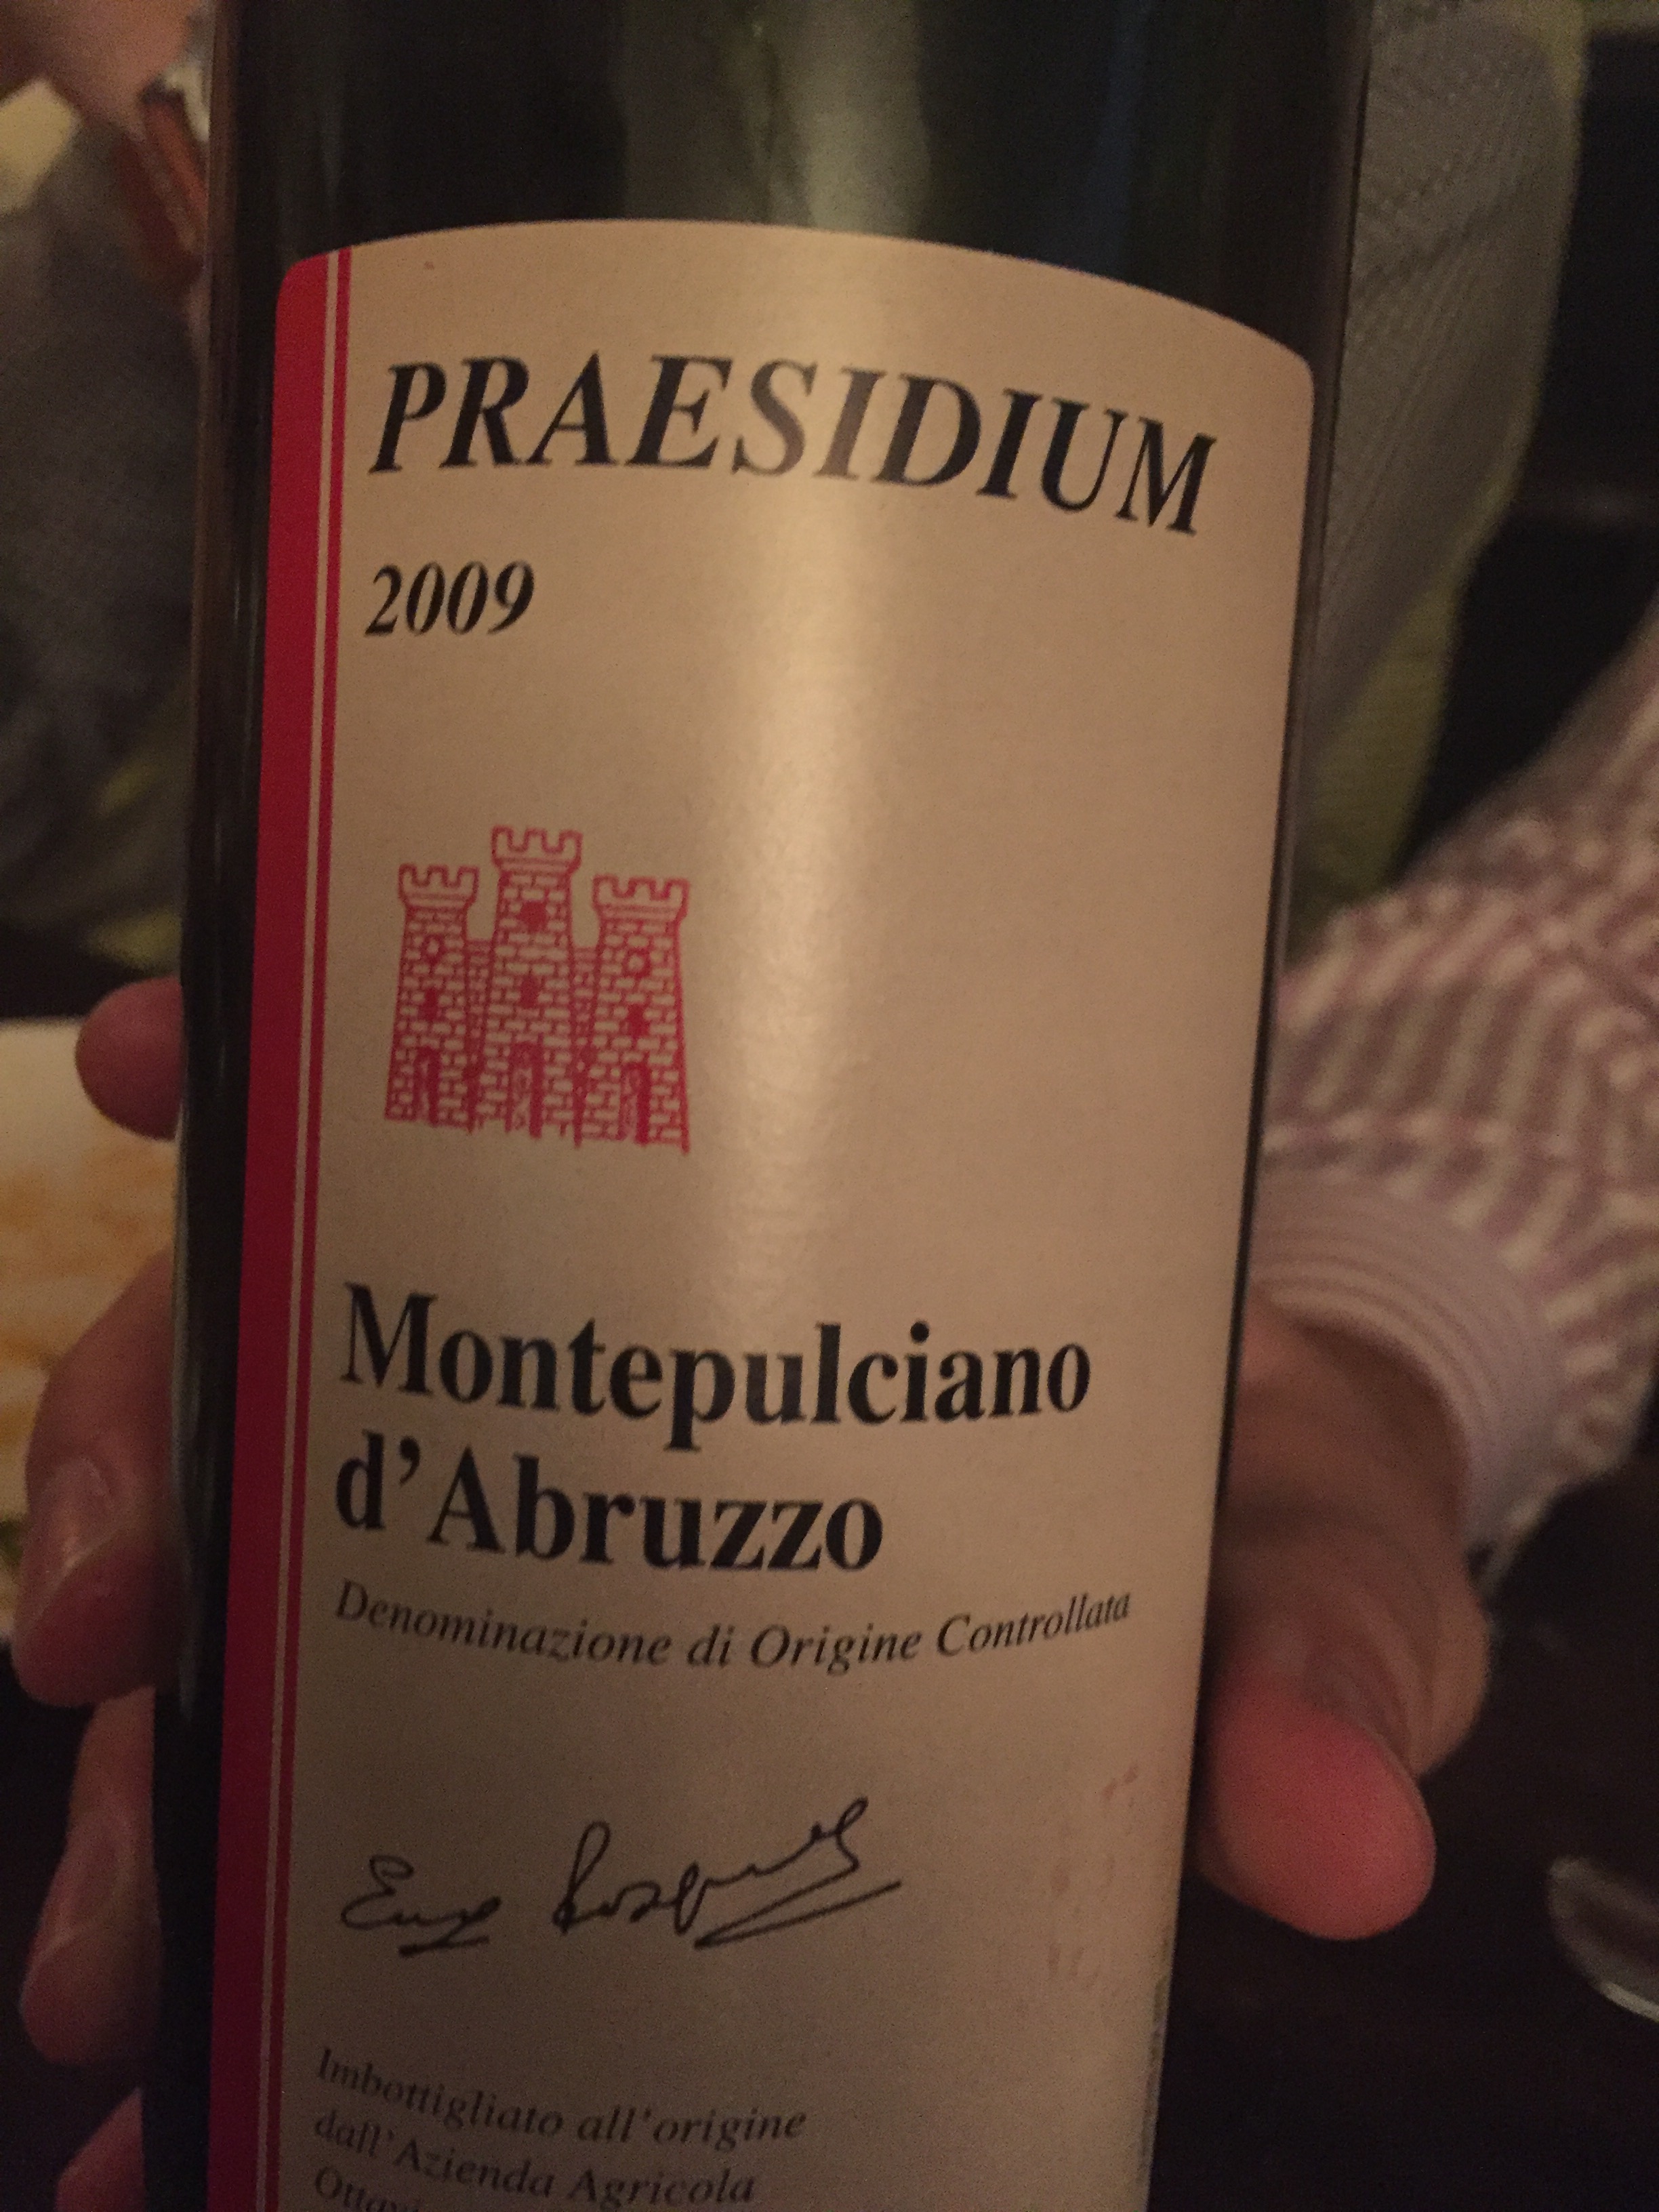 PRAESIDIUM
2009
Montepulciano
d'Abruzzo
Denominazione di Origine Controllata
Imbottigliato all'origine
dall'Azienda Agricola